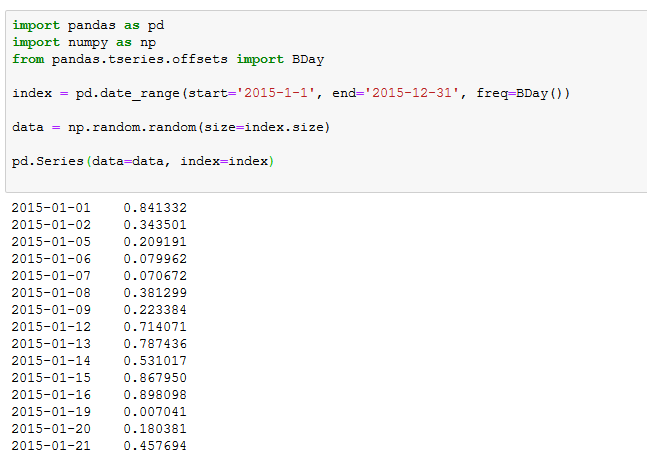 import pandas as pd
import numpy as np
from pandas.tseries.offsets import BDay
index = pd.date_range(start='2015-1-1', end='2015-12-31', freq=BDay())
data = np.random.random(size=index.size)
pd.Series(data=data, index=index)
2015-01-01    0.841332
2015-01-02    0.343501
2015-01-05    0.209191
2015-01-06    0.079962
2015-01-07    0.070672
2015-01-08    0.381299
2015-01-09    0.223384
2015-01-12    0.714071
2015-01-13    0.787436
2015-01-14    0.531017
2015-01-15    0.867950
2015-01-16    0.898098
2015-01-19    0.007041
2015-01-20    0.180381
2015-01-21    0.457694